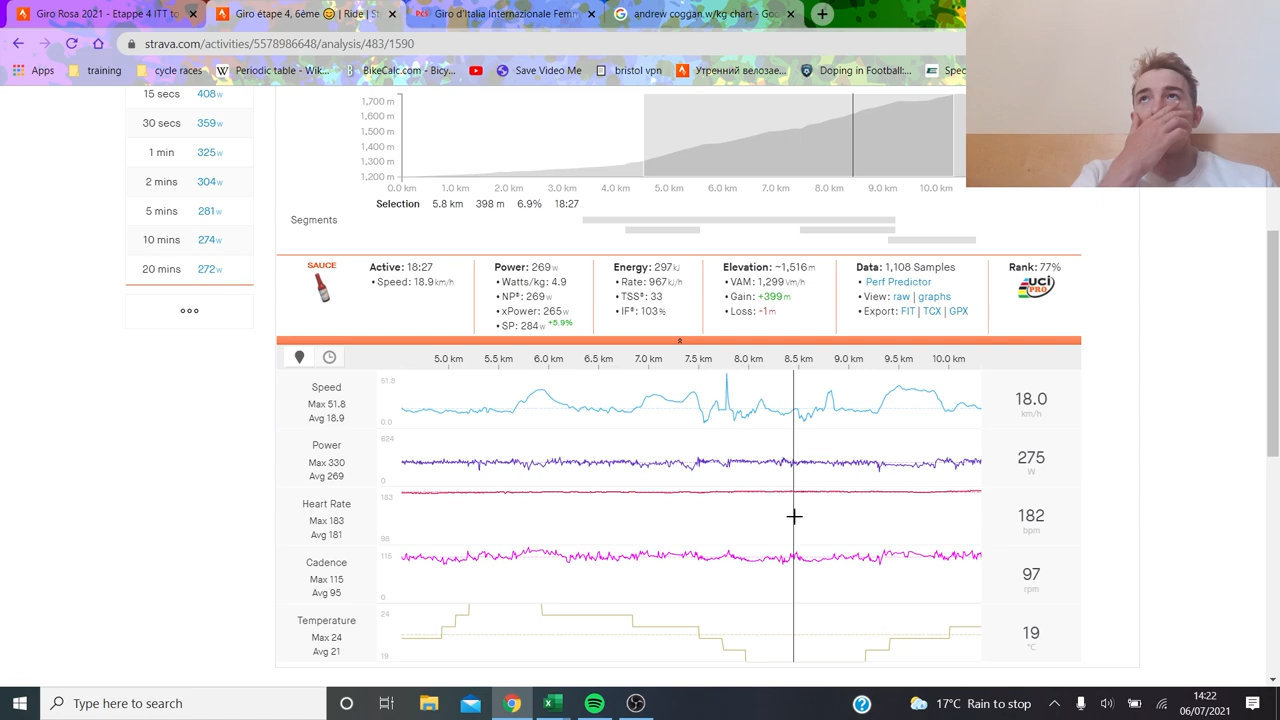 Giro Rosa 2021 - Etappe 4 ITT to
Giro étape 4, 6ème 😊 | Ride | St
Giro d'Italia Internazionale Femm
andrew coggan w/kg chart - Goo
strava.com/activities/5578986648/analysis/483/1590
Apps
training
cycle races
Periodic table - Wik...
BikeCalc.com - Bicy...
Save Video Me
bristol vpn
Утренний велозае...
Doping in Football:...
Spec
15 secs 408w
30 secs 359w
1 min 325w
2 mins 304w
5 mins 281w
10 mins 274w
20 mins 272w
1,700 m
1,600 m
1,500 m
1,400 m
1,300 m
1,200 m
0.0 km 1.0 km 2.0 km 3.0 km 4.0 km 5.0 km 6.0 km 7.0 km 8.0 km 9.0 km 10.0 km
Selection 5.8 km 398 m 6.9% 18:27
Segments
SAUCE
Active: 18:27
• Speed: 18.9km/h
Power: 269w
• Watts/kg: 4.9
• NP®: 269w
• xPower: 265w
• SP: 284w +5.9%
Energy: 297kJ
• Rate: 967kJ/h
• TSS®: 33
• IF®: 103%
Elevation: ~1,516m
• VAM: 1,299Vm/h
• Gain: +399m
• Loss: -1m
Data: 1,108 Samples
• Perf Predictor
• View: raw | graphs
• Export: FIT | TCX | GPX
Rank: 77%
UCI
PRO
5.0 km 5.5 km 6.0 km 6.5 km 7.0 km 7.5 km 8.0 km 8.5 km 9.0 km 9.5 km 10.0 km
Speed
Max 51.8
Avg 18.9
51.8
0.0
18.0
km/h
Power
Max 330
Avg 269
624
0
275
W
Heart Rate
Max 183
Avg 181
183
98
182
bpm
Cadence
Max 115
Avg 95
115
0
97
rpm
Temperature
Max 24
Avg 21
24
19
19
°C
Type here to search
17°C Rain to stop
14:22
06/07/2021